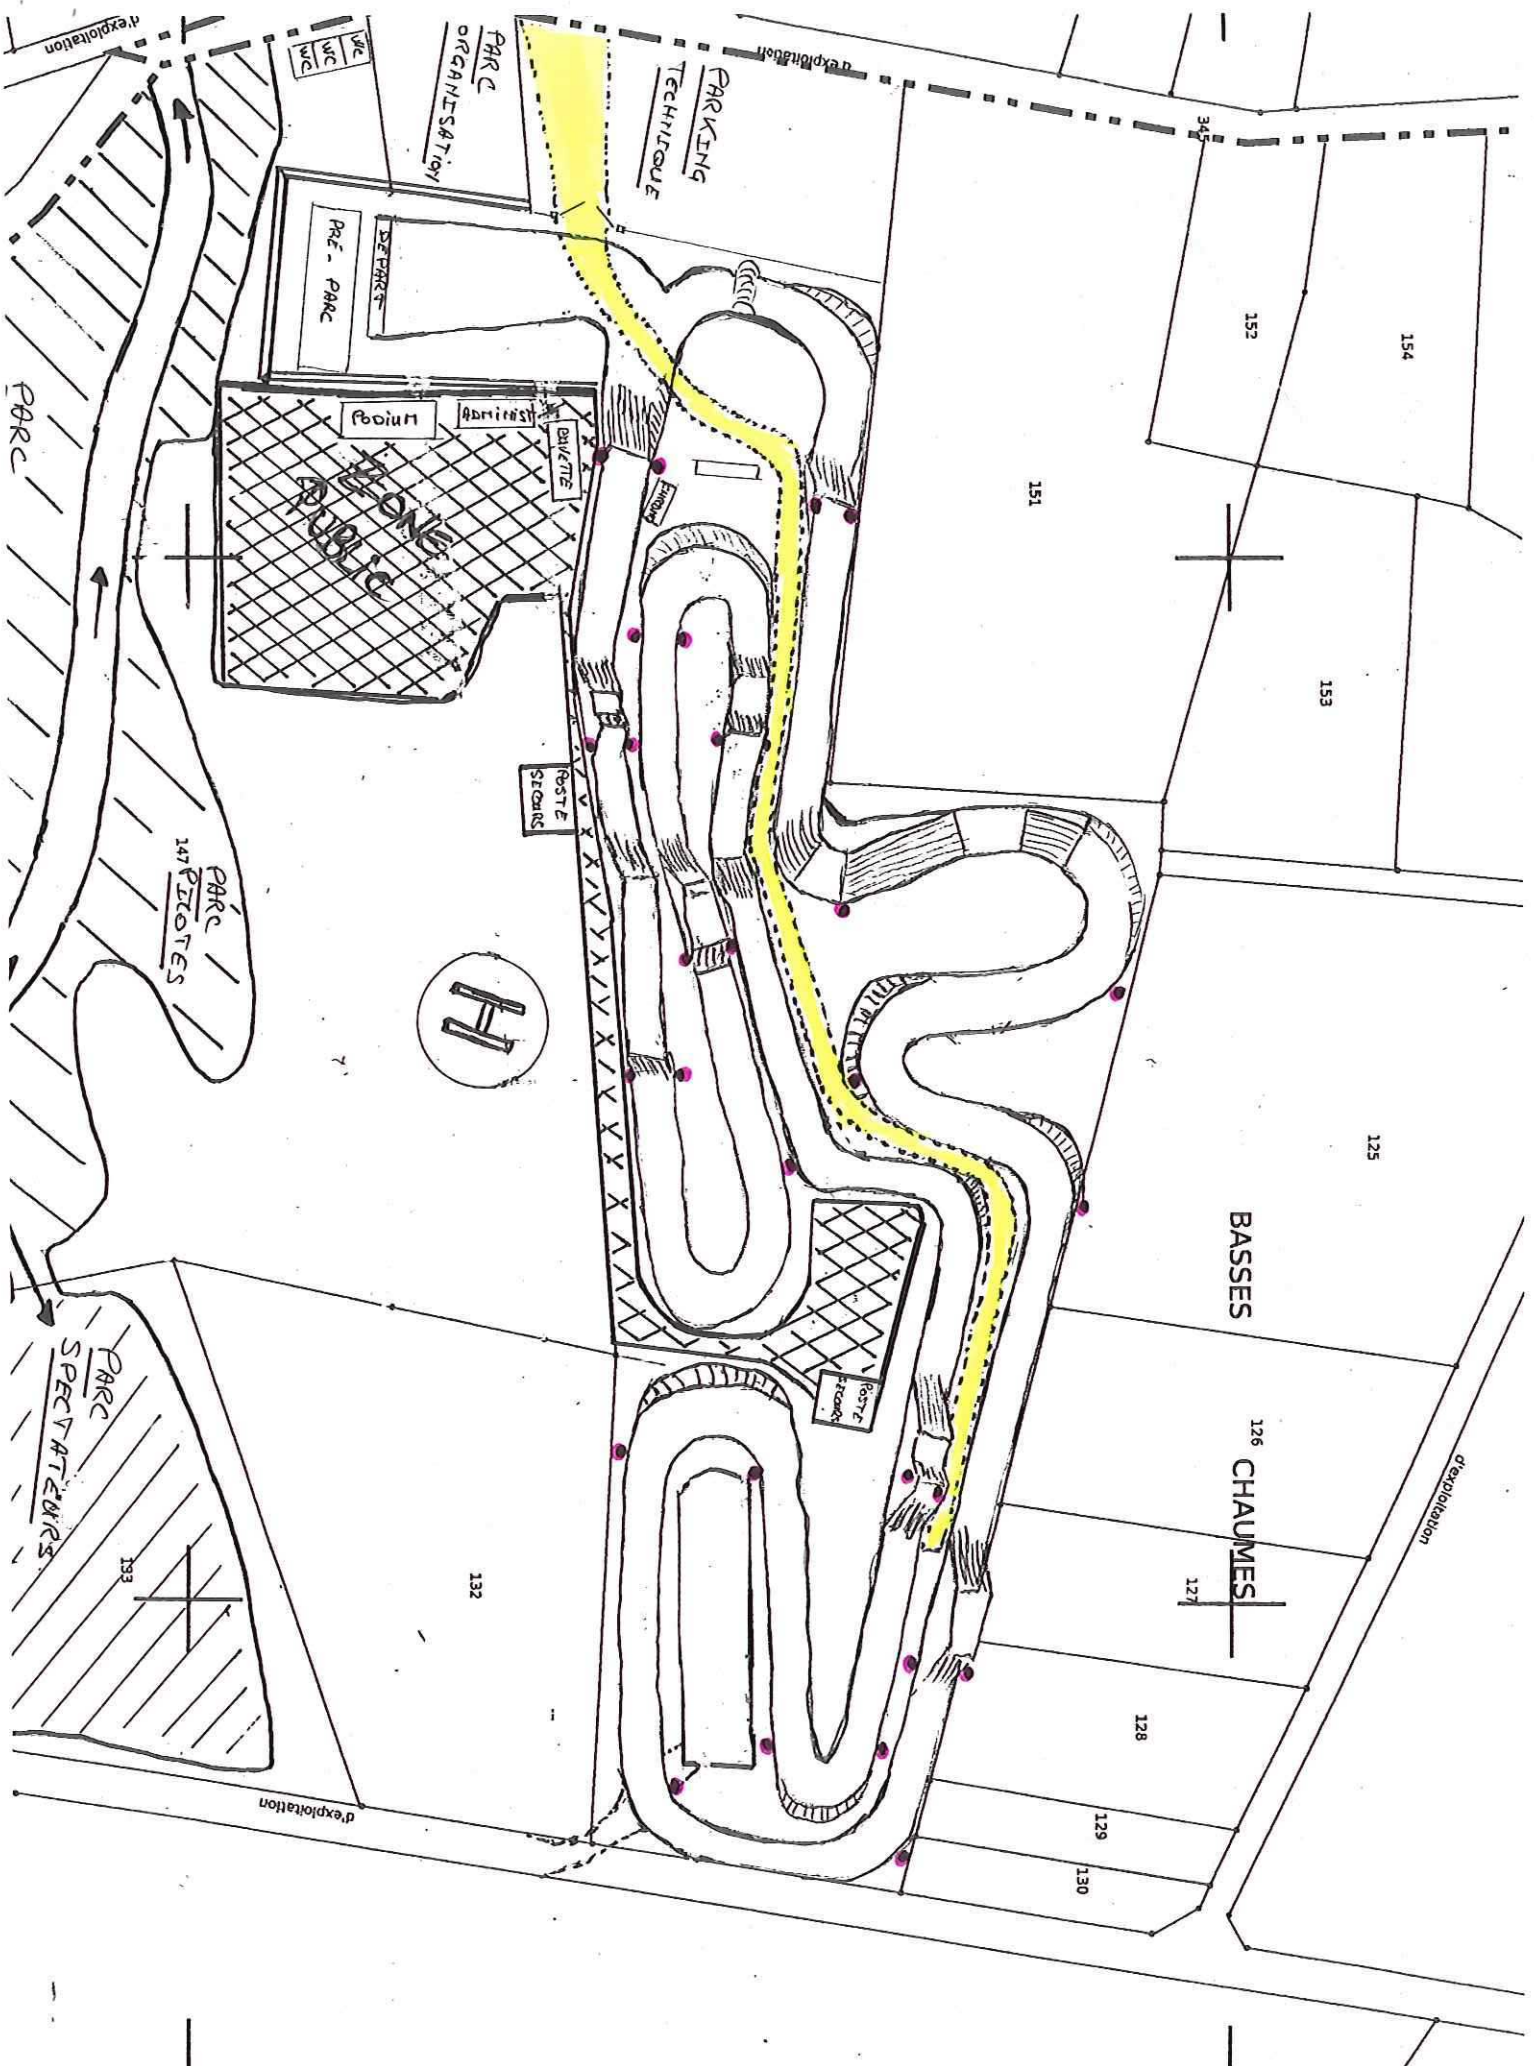 d'exploitation
WC
WC
WC
PARC
ORGANISATION
PARKING
TECHNIQUE
d'exploitation
345
152
154
PRÉ - PARC
DEPART
PODIUM
ADMINIST
BUVETTE
ZONE
PUBLIC
PARC
151
153
POSTE
SECOURS
PARC
147 PILOTES
H
125
BASSES
126 CHAUMES
127
d'exploitation
POSTE
SECOURS
PARC
SPECTATEURS
133
132
128
129
130
d'exploitation